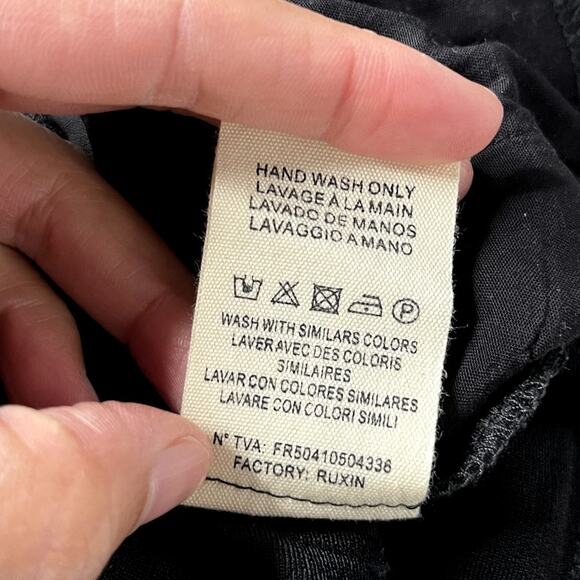 HAND WASH ONLY
LAVAGE À LA MAIN
LAVADO DE MANOS
LAVAGGIO A MANO
P
WASH WITH SIMILARS COLORS
LAVER AVEC DES COLORIS
SIMILAIRES
LAVAR CON COLORES SIMILARES
LAVARE CON COLORI SIMILI
N° TVA: FR50410504336
FACTORY: RUXIN